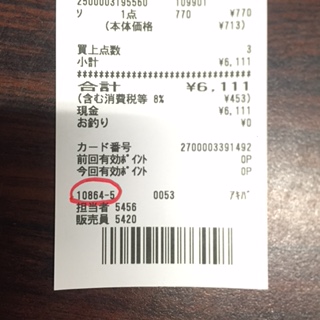 2500003195560 109901
ソ 1点 770 ¥770
(本体価格 ¥713)
買上点数 3
小計 ¥6,111
合計 ¥6,111
(含む消費税等 8% ¥453)
現金 ¥6,111
お釣り ¥0
カード番号 2700003391492
前回有効ﾎﾟｲﾝﾄ 0P
今回有効ﾎﾟｲﾝﾄ 0P
10864-5 0053 ｱｷﾊﾞ
担当者 5456
販売員 5420